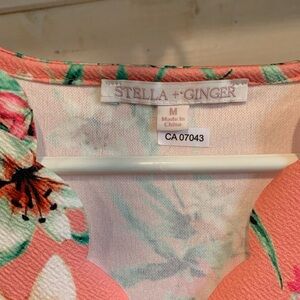 STELLA + GINGER
M
Made in
China
CA 07043